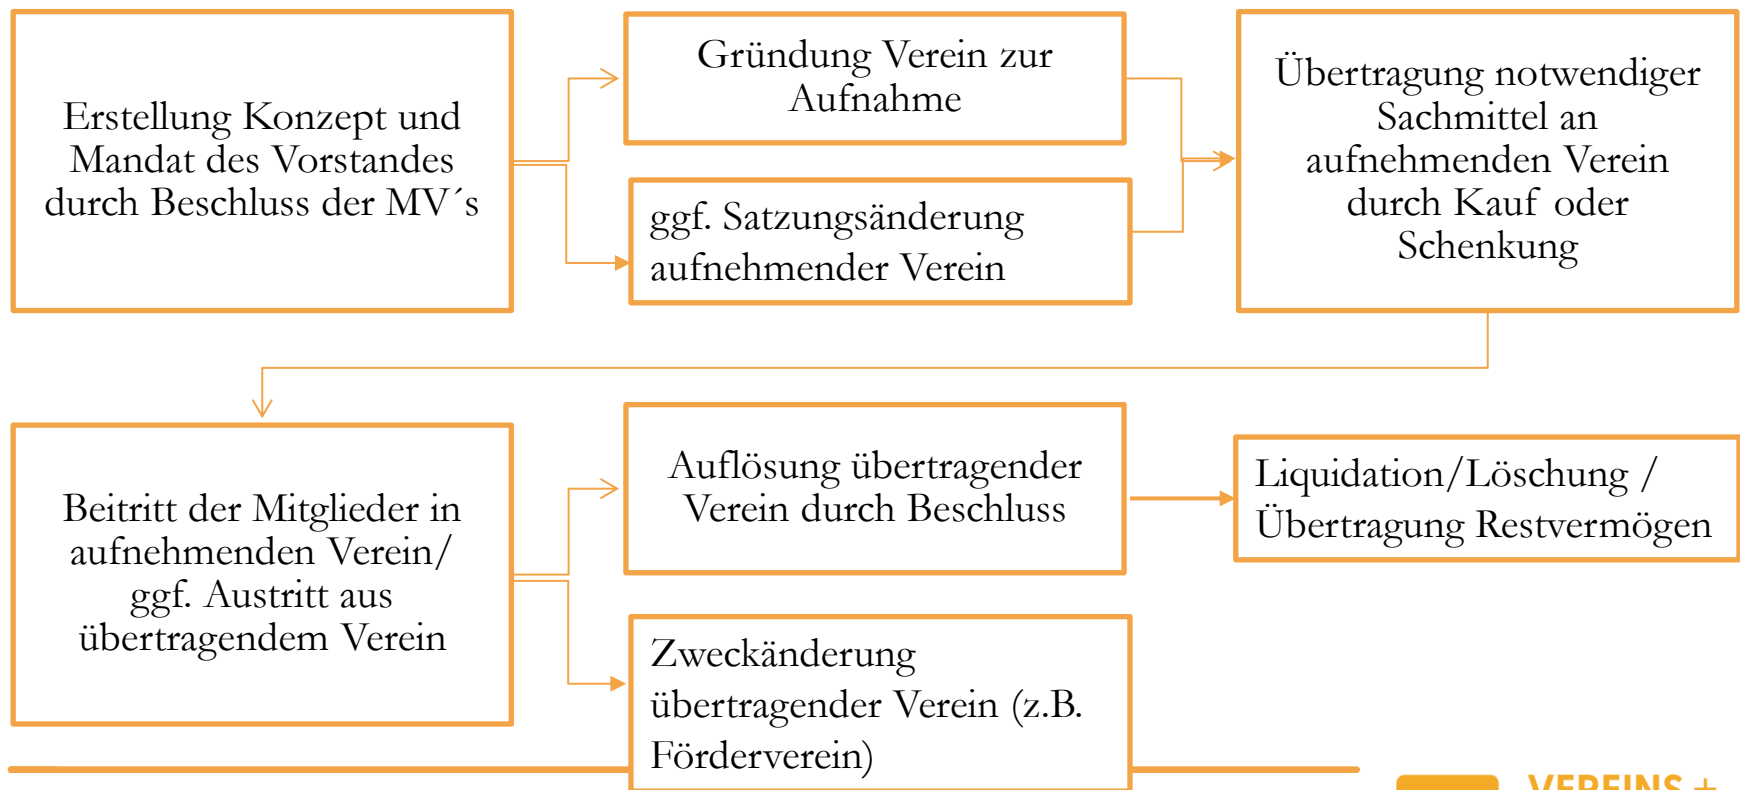 Erstellung Konzept und
Mandat des Vorstandes
durch Beschluss der MV´s
Gründung Verein zur
Aufnahme
ggf. Satzungsänderung
aufnehmender Verein
Übertragung notwendiger
Sachmittel an
aufnehmenden Verein
durch Kauf oder
Schenkung
Beitritt der Mitglieder in
aufnehmenden Verein/
ggf. Austritt aus
übertragendem Verein
Auflösung übertragender
Verein durch Beschluss
Zweckänderung
übertragender Verein (z.B.
Förderverein)
Liquidation/Löschung /
Übertragung Restvermögen
VEREINS +